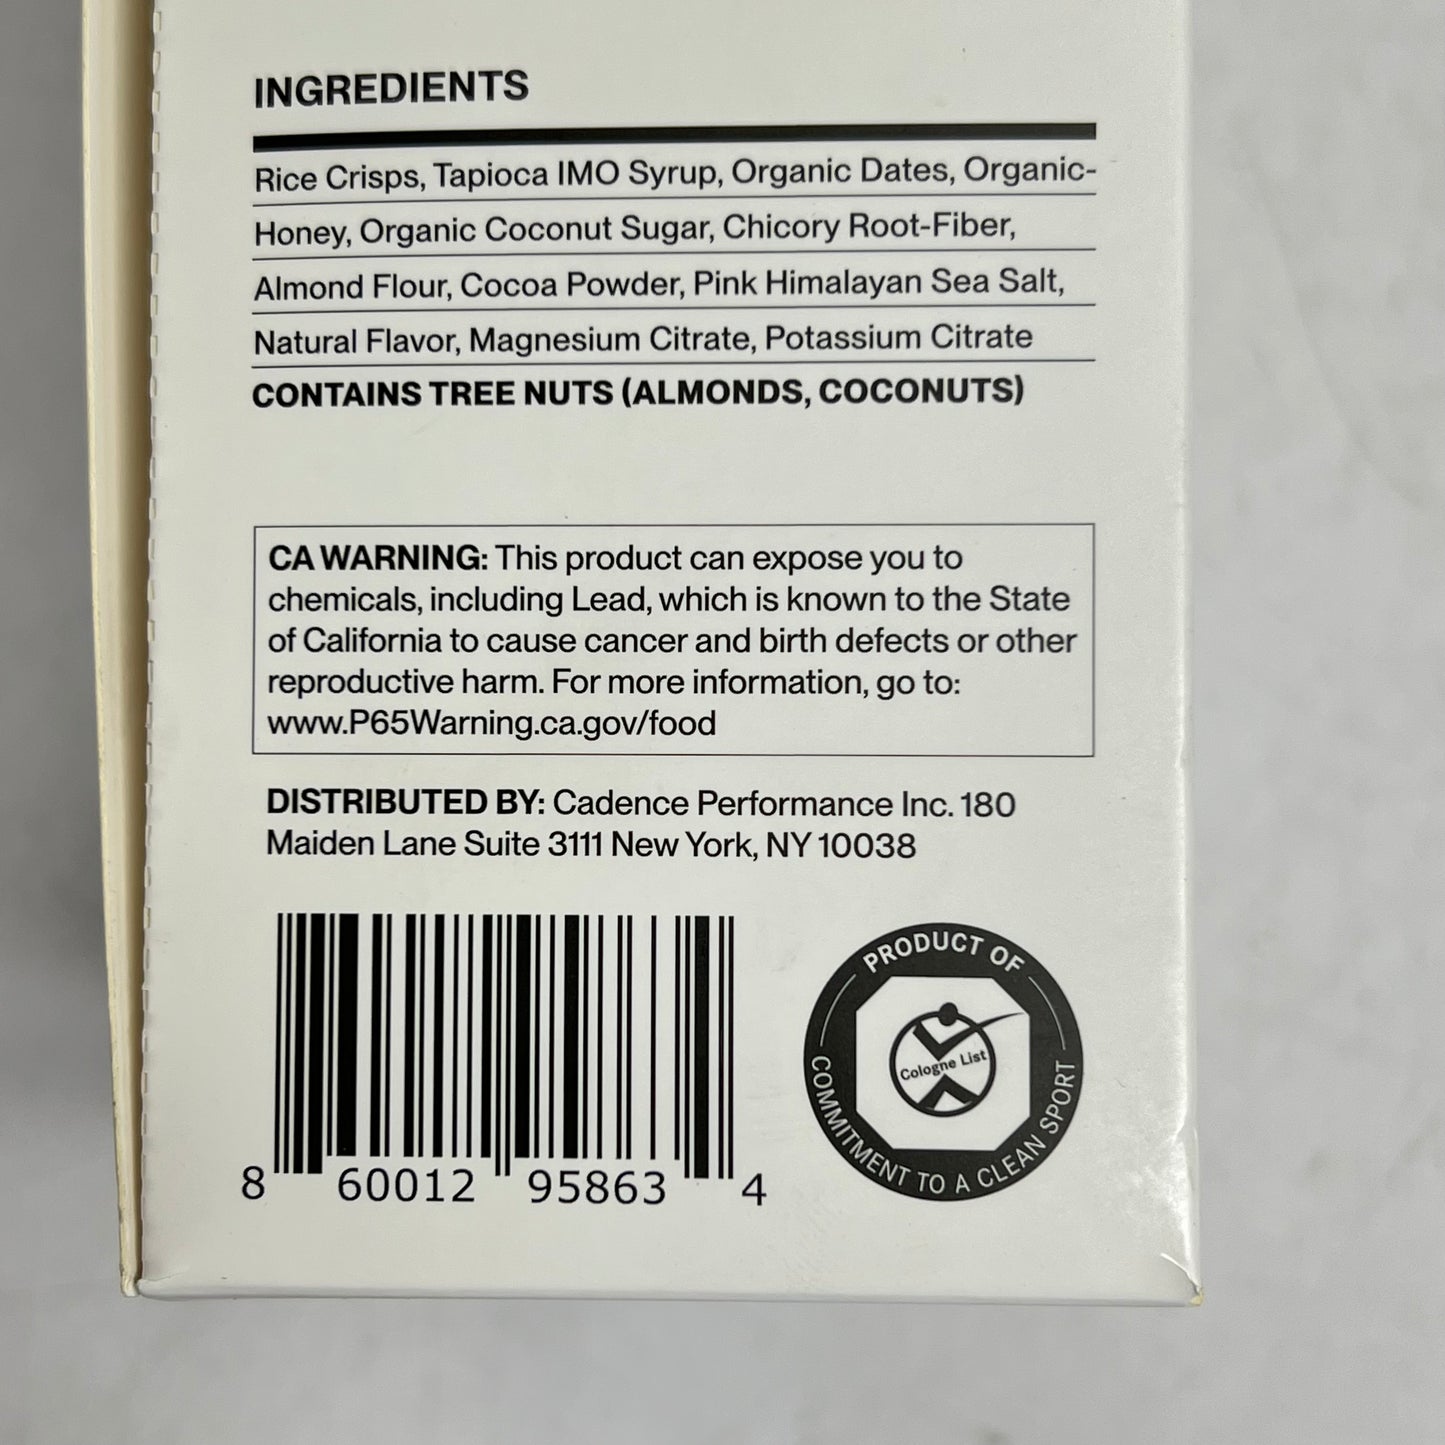 INGREDIENTS
Rice Crisps, Tapioca IMO Syrup, Organic Dates, Organic-
Honey, Organic Coconut Sugar, Chicory Root-Fiber,
Almond Flour, Cocoa Powder, Pink Himalayan Sea Salt,
Natural Flavor, Magnesium Citrate, Potassium Citrate
CONTAINS TREE NUTS (ALMONDS, COCONUTS)
CA WARNING: This product can expose you to
chemicals, including Lead, which is known to the State
of California to cause cancer and birth defects or other
reproductive harm. For more information, go to:
www.P65Warning.ca.gov/food
DISTRIBUTED BY: Cadence Performance Inc. 180
Maiden Lane Suite 3111 New York, NY 10038
8 60012 95863 4
PRODUCT OF
Cologne List
COMMITMENT TO A CLEAN SPORT